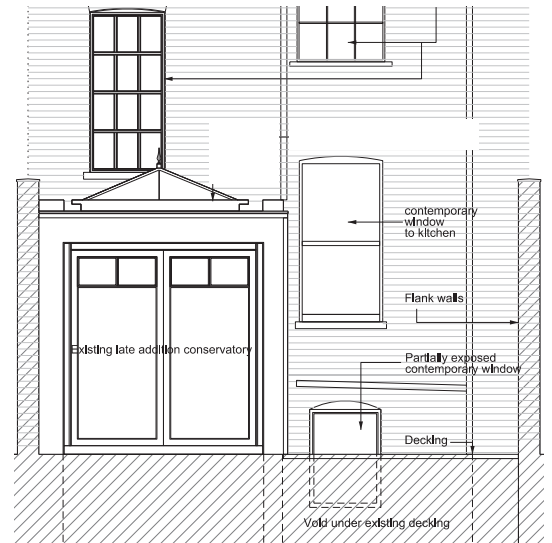 contemporary
window
to kitchen
Flank walls
Existing late addition conservatory
Partially exposed
contemporary window
Decking
Void under existing decking